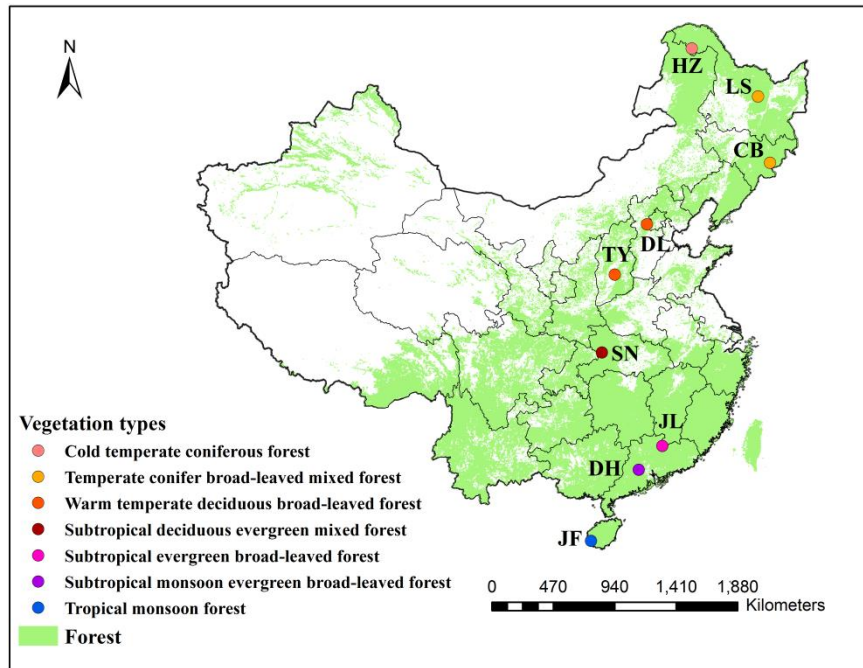 N
HZ
LS
CB
DL
TY
SN
JL
DH
JF
Vegetation types
Cold temperate coniferous forest
Temperate conifer broad-leaved mixed forest
Warm temperate deciduous broad-leaved forest
Subtropical deciduous evergreen mixed forest
Subtropical evergreen broad-leaved forest
Subtropical monsoon evergreen broad-leaved forest
Tropical monsoon forest
Forest
0 470 940 1,410 1,880
Kilometers